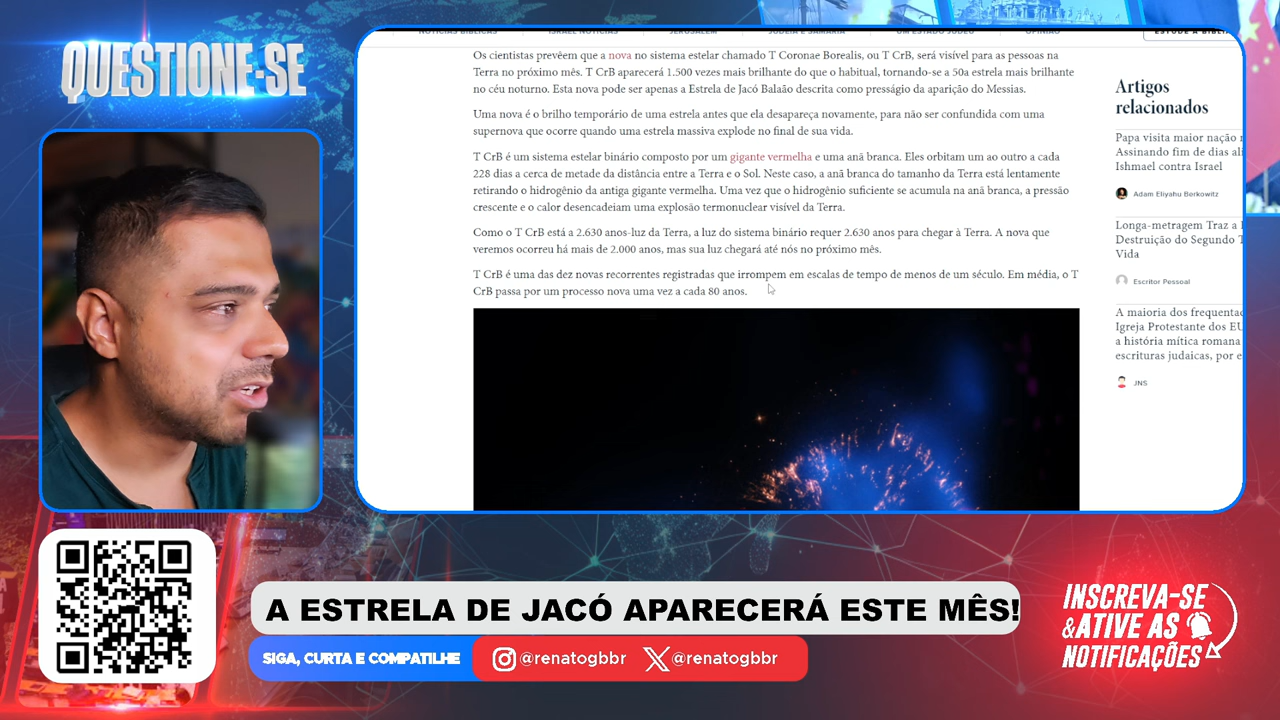 QUESTIONE-SE
NOTÍCIAS BÍBLICAS
ISRAEL NOTÍCIAS
JERUSALÉM
JUDÉIA E SAMARIA
UM ESTADO JUDEU
OPINIÃO
Os cientistas prevêem que a nova no sistema estelar chamado T Coronae Borealis, ou T CrB, será visível para as pessoas na
Terra no próximo mês. T CrB aparecerá 1.500 vezes mais brilhante do que o habitual, tornando-se a 50a estrela mais brilhante
no céu noturno. Esta nova pode ser apenas a Estrela de Jacó Balaão descrita como presságio da aparição do Messias.
Uma nova é o brilho temporário de uma estrela antes que ela desapareça novamente, para não ser confundida com uma
supernova que ocorre quando uma estrela massiva explode no final de sua vida.
T CrB é um sistema estelar binário composto por um gigante vermelha e uma anã branca. Eles orbitam um ao outro a cada
228 dias a cerca de metade da distância entre a Terra e o Sol. Neste caso, a anã branca do tamanho da Terra está lentamente
retirando o hidrogênio da antiga gigante vermelha. Uma vez que o hidrogênio suficiente se acumula na anã branca, a pressão
crescente e o calor desencadeiam uma explosão termonuclear visível da Terra.
Como o T CrB está a 2.630 anos-luz da Terra, a luz do sistema binário requer 2.630 anos para chegar à Terra. A nova que
veremos ocorreu há mais de 2.000 anos, mas sua luz chegará até nós no próximo mês.
T CrB é uma das dez novas recorrentes registradas que irrompem em escalas de tempo de menos de um século. Em média, o T
CrB passa por um processo nova uma vez a cada 80 anos.
Artigos
relacionados
Papa visita maior nação
Assinando fim de dias
Ishmael contra Israel
Adam Eliyahu Berkowitz
Longa-metragem Traz a
Destruição do Segundo
Vida
Escritor Pessoal
A maioria dos
Igreja Protestante dos
a história mítica romana
escrituras judaicas, por
JNS
A ESTRELA DE JACÓ APARECERÁ ESTE MÊS!
SIGA, CURTA E COMPATILHE
@renatogbbr
@renatogbbr
INSCREVA-SE
&ATIVE AS
NOTIFICAÇÕES